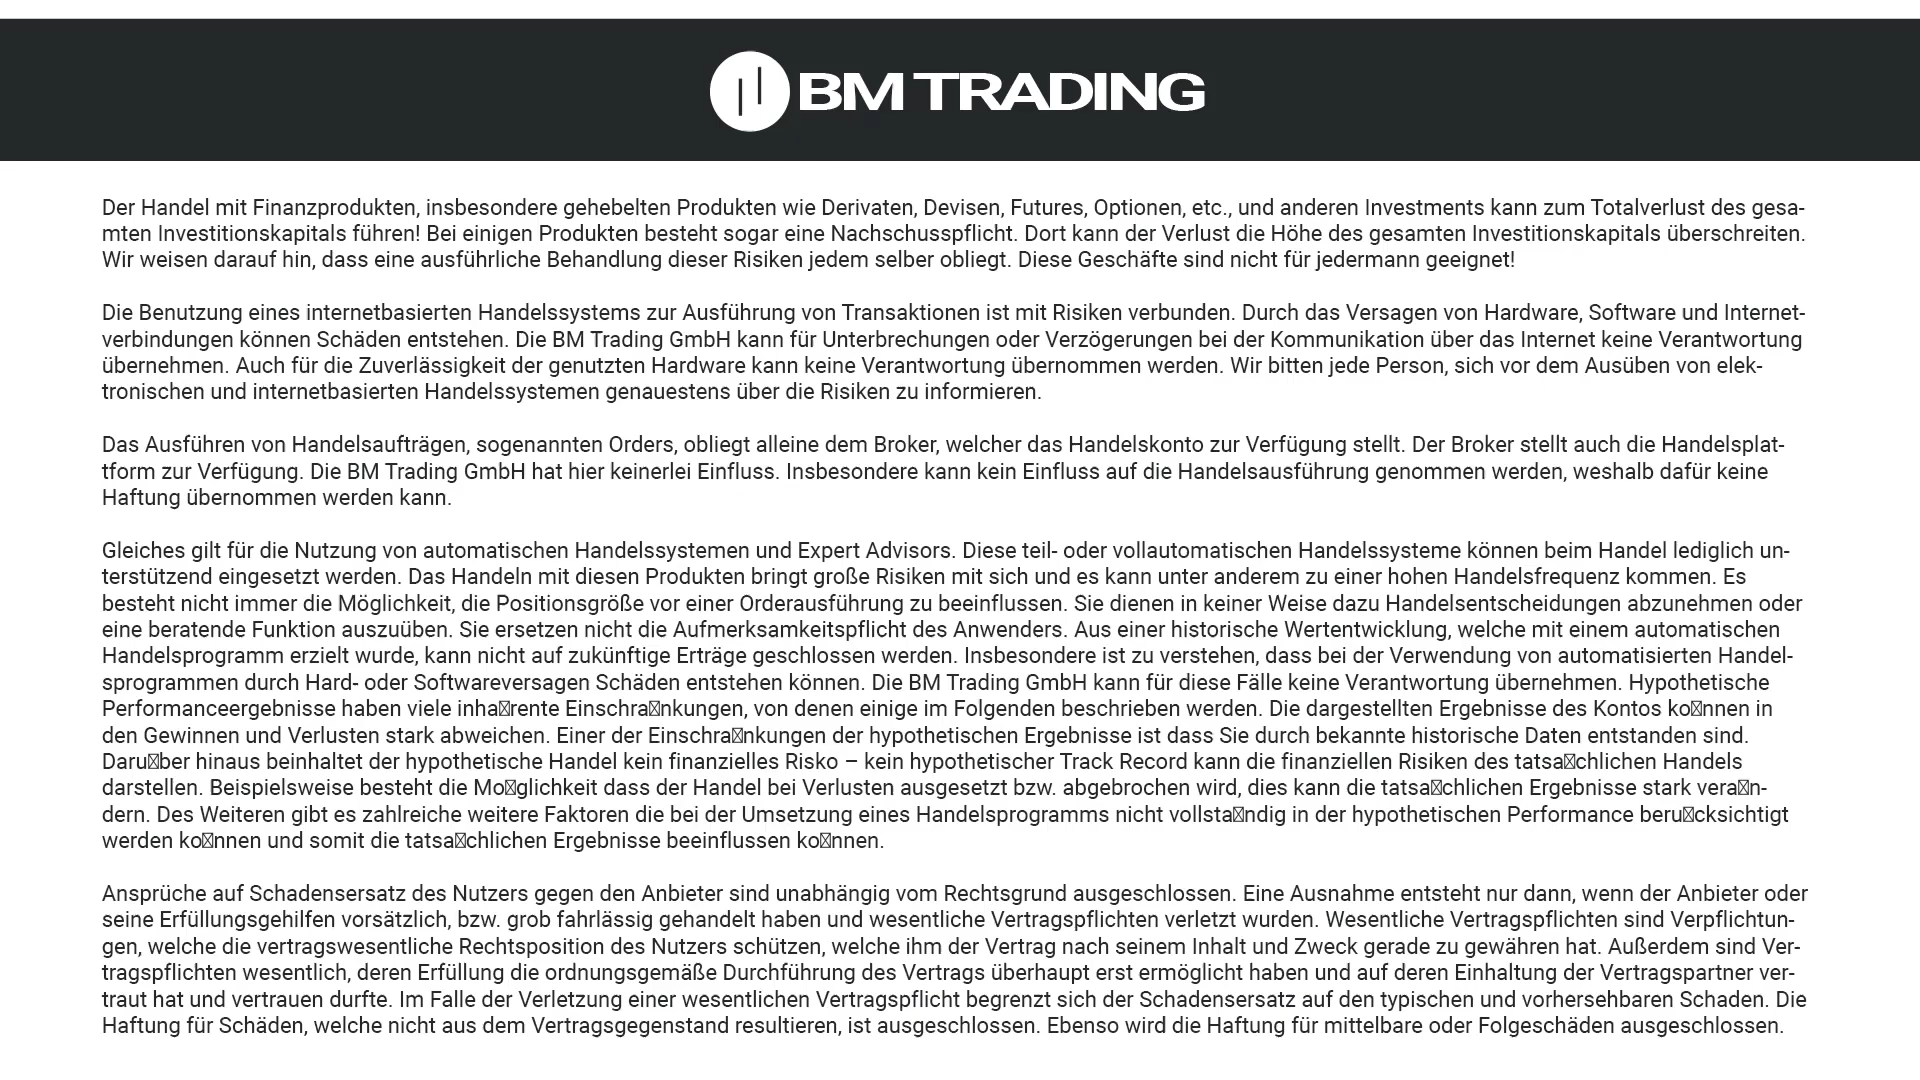 BM TRADING
Der Handel mit Finanzprodukten, insbesondere gehebelten Produkten wie Derivaten, Devisen, Futures, Optionen, etc., und anderen Investments kann zum Totalverlust des gesa-
mten Investitionskapitals führen! Bei einigen Produkten besteht sogar eine Nachschusspflicht. Dort kann der Verlust die Höhe des gesamten Investitionskapitals überschreiten.
Wir weisen darauf hin, dass eine ausführliche Behandlung dieser Risiken jedem selber obliegt. Diese Geschäfte sind nicht für jedermann geeignet!
Die Benutzung eines internetbasierten Handelssystems zur Ausführung von Transaktionen ist mit Risiken verbunden. Durch das Versagen von Hardware, Software und Internet-
verbindungen können Schäden entstehen. Die BM Trading GmbH kann für Unterbrechungen oder Verzögerungen bei der Kommunikation über das Internet keine Verantwortung
übernehmen. Auch für die Zuverlässigkeit der genutzten Hardware kann keine Verantwortung übernommen werden. Wir bitten jede Person, sich vor dem Ausüben von elek-
tronischen und internetbasierten Handelssystemen genauestens über die Risiken zu informieren.
Das Ausführen von Handelsaufträgen, sogenannten Orders, obliegt alleine dem Broker, welcher das Handelskonto zur Verfügung stellt. Der Broker stellt auch die Handelsplat-
tform zur Verfügung. Die BM Trading GmbH hat hier keinerlei Einfluss. Insbesondere kann kein Einfluss auf die Handelsausführung genommen werden, weshalb dafür keine
Haftung übernommen werden kann.
Gleiches gilt für die Nutzung von automatischen Handelssystemen und Expert Advisors. Diese teil- oder vollautomatischen Handelssysteme können beim Handel lediglich un-
terstützend eingesetzt werden. Das Handeln mit diesen Produkten bringt große Risiken mit sich und es kann unter anderem zu einer hohen Handelsfrequenz kommen. Es
besteht nicht immer die Möglichkeit, die Positionsgröße vor einer Orderausführung zu beeinflussen. Sie dienen in keiner Weise dazu Handelsentscheidungen abzunehmen oder
eine beratende Funktion auszuüben. Sie ersetzen nicht die Aufmerksamkeitspflicht des Anwenders. Aus einer historische Wertentwicklung, welche mit einem automatischen
Handelsprogramm erzielt wurde, kann nicht auf zukünftige Erträge geschlossen werden. Insbesondere ist zu verstehen, dass bei der Verwendung von automatisierten Handel-
sprogrammen durch Hard- oder Softwareversagen Schäden entstehen können. Die BM Trading GmbH kann für diese Fälle keine Verantwortung übernehmen. Hypothetische
Performanceergebnisse haben viele inha⍰rente Einschra⍰nkungen, von denen einige im Folgenden beschrieben werden. Die dargestellten Ergebnisse des Kontos ko⍰nnen in
den Gewinnen und Verlusten stark abweichen. Einer der Einschra⍰nkungen der hypothetischen Ergebnisse ist dass Sie durch bekannte historische Daten entstanden sind.
Daru⍰ber hinaus beinhaltet der hypothetische Handel kein finanzielles Risko – kein hypothetischer Track Record kann die finanziellen Risiken des tatsa⍰chlichen Handels
darstellen. Beispielsweise besteht die Mo⍰glichkeit dass der Handel bei Verlusten ausgesetzt bzw. abgebrochen wird, dies kann die tatsa⍰chlichen Ergebnisse stark vera⍰n-
dern. Des Weiteren gibt es zahlreiche weitere Faktoren die bei der Umsetzung eines Handelsprogramms nicht vollsta⍰ndig in der hypothetischen Performance beru⍰cksichtigt
werden ko⍰nnen und somit die tatsa⍰chlichen Ergebnisse beeinflussen ko⍰nnen.
Ansprüche auf Schadensersatz des Nutzers gegen den Anbieter sind unabhängig vom Rechtsgrund ausgeschlossen. Eine Ausnahme entsteht nur dann, wenn der Anbieter oder
seine Erfüllungsgehilfen vorsätzlich, bzw. grob fahrlässig gehandelt haben und wesentliche Vertragspflichten verletzt wurden. Wesentliche Vertragspflichten sind Verpflichtun-
gen, welche die vertragswesentliche Rechtsposition des Nutzers schützen, welche ihm der Vertrag nach seinem Inhalt und Zweck gerade zu gewähren hat. Außerdem sind Ver-
tragspflichten wesentlich, deren Erfüllung die ordnungsgemäße Durchführung des Vertrags überhaupt erst ermöglicht haben und auf deren Einhaltung der Vertragspartner ver-
traut hat und vertrauen durfte. Im Falle der Verletzung einer wesentlichen Vertragspflicht begrenzt sich der Schadensersatz auf den typischen und vorhersehbaren Schaden. Die
Haftung für Schäden, welche nicht aus dem Vertragsgegenstand resultieren, ist ausgeschlossen. Ebenso wird die Haftung für mittelbare oder Folgeschäden ausgeschlossen.